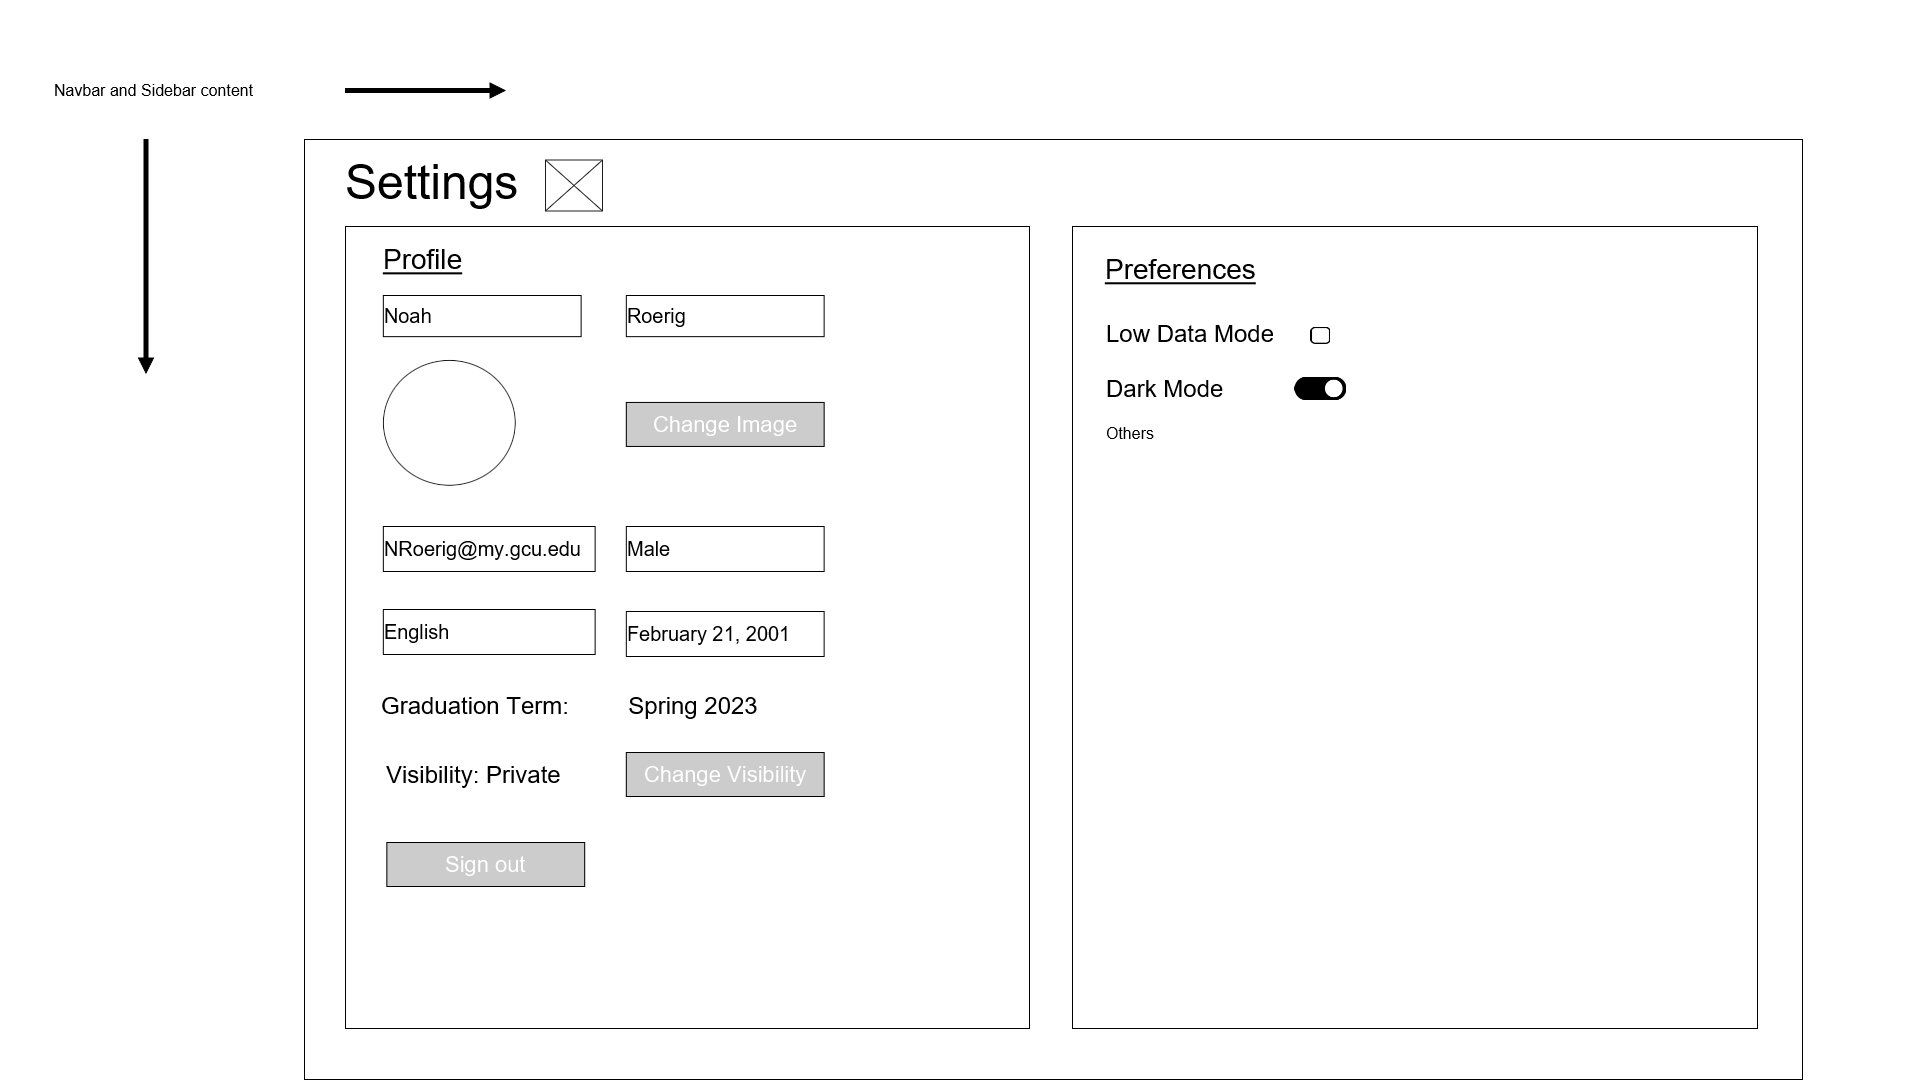 Navbar and Sidebar content
Settings
Profile
Noah
Roerig
Change Image
NRoerig@my.gcu.edu
Male
English
February 21, 2001
Graduation Term:
Spring 2023
Visibility: Private
Change Visibility
Sign out
Preferences
Low Data Mode
Dark Mode
Others